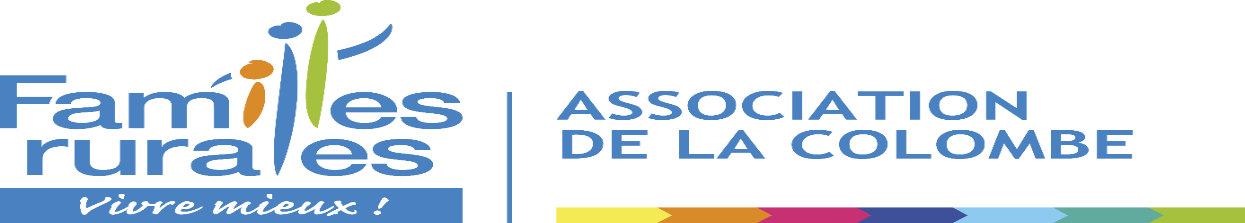 Familles
rurales
Vivre mieux !
ASSOCIATION
DE LA COLOMBE